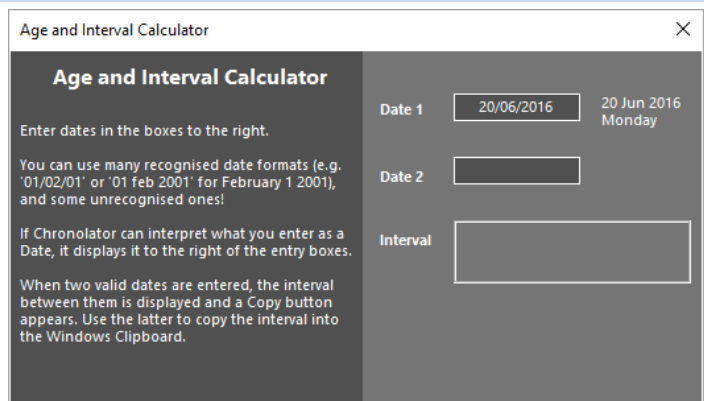 Age and Interval Calculator
Age and Interval Calculator
Enter dates in the boxes to the right.
You can use many recognised date formats (e.g.
'01/02/01' or '01 feb 2001' for February 1 2001),
and some unrecognised ones!
If Chronolator can interpret what you enter as a
Date, it displays it to the right of the entry boxes.
When two valid dates are entered, the interval
between them is displayed and a Copy button
appears. Use the latter to copy the interval into
the Windows Clipboard.
Date 1 20/06/2016 20 Jun 2016
Monday
Date 2
Interval